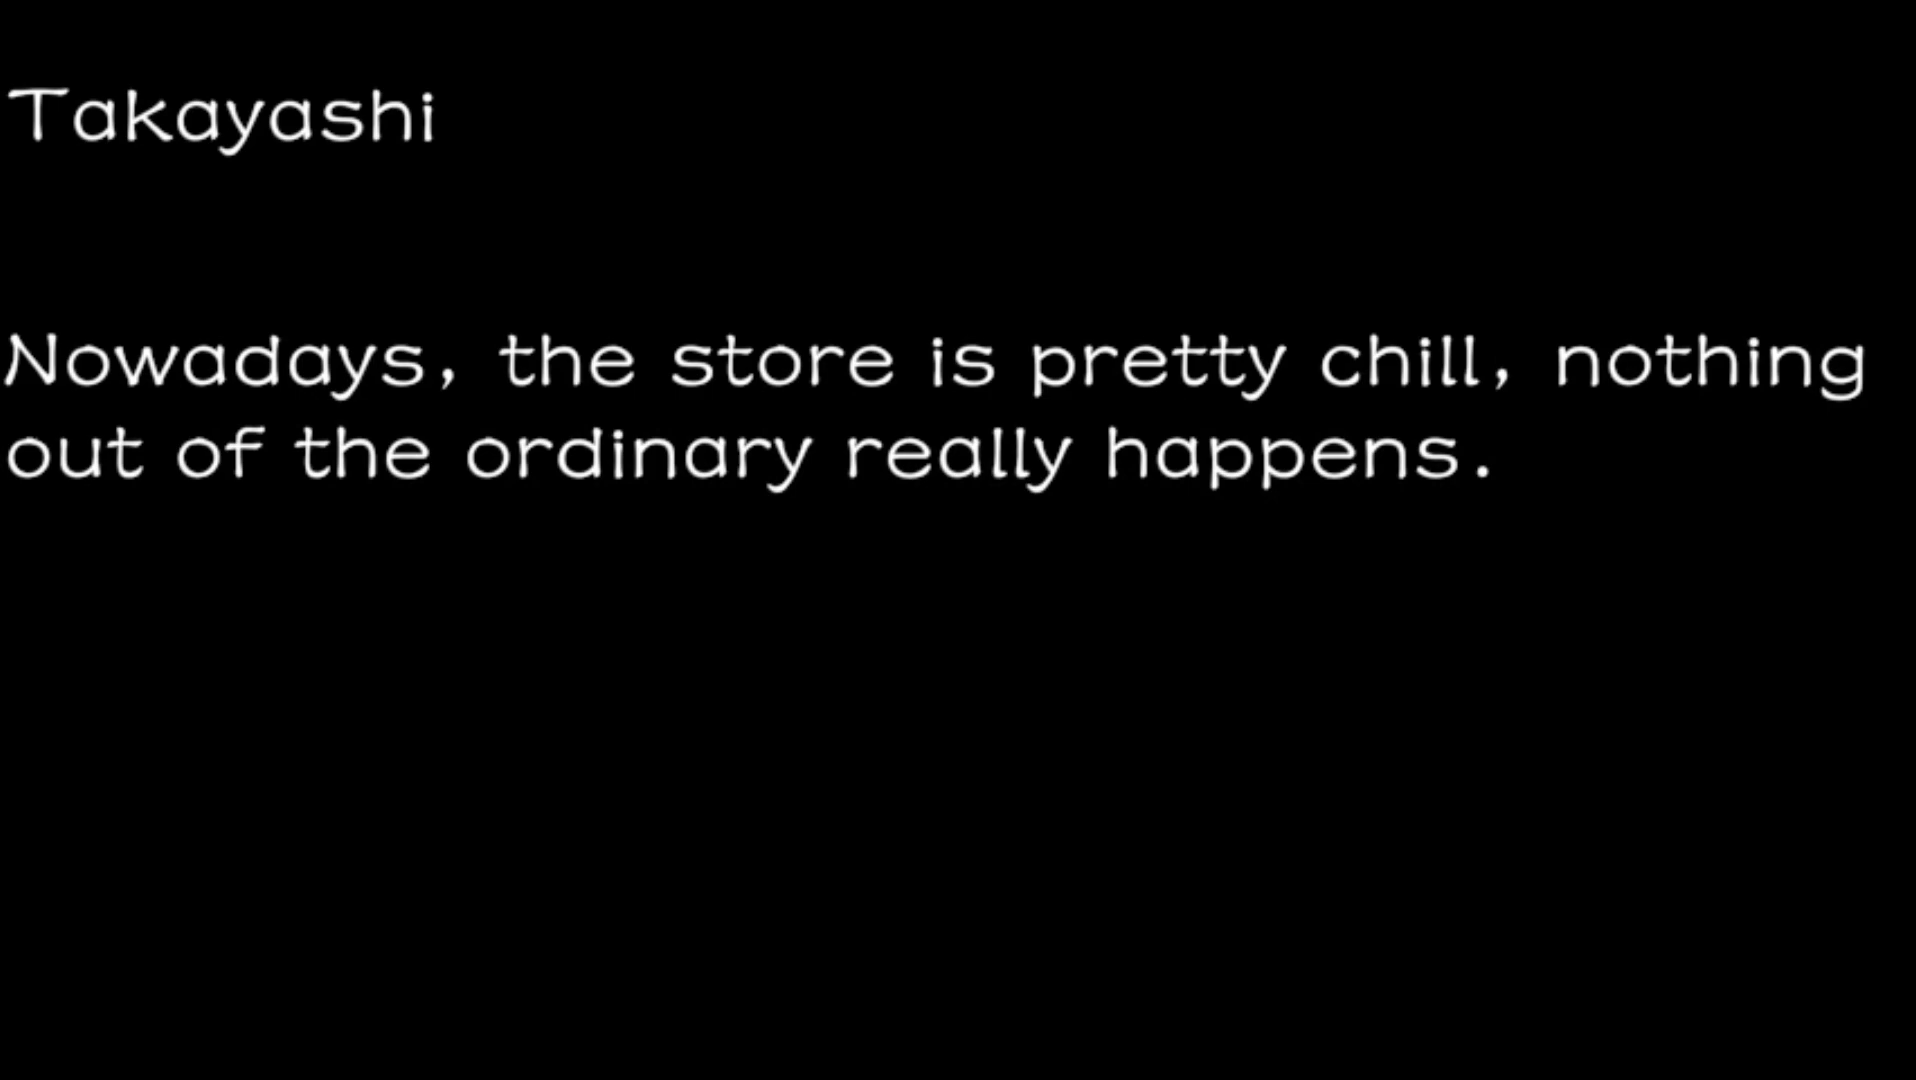 Takayashi
Nowadays, the store is pretty chill, nothing
out of the ordinary really happens.